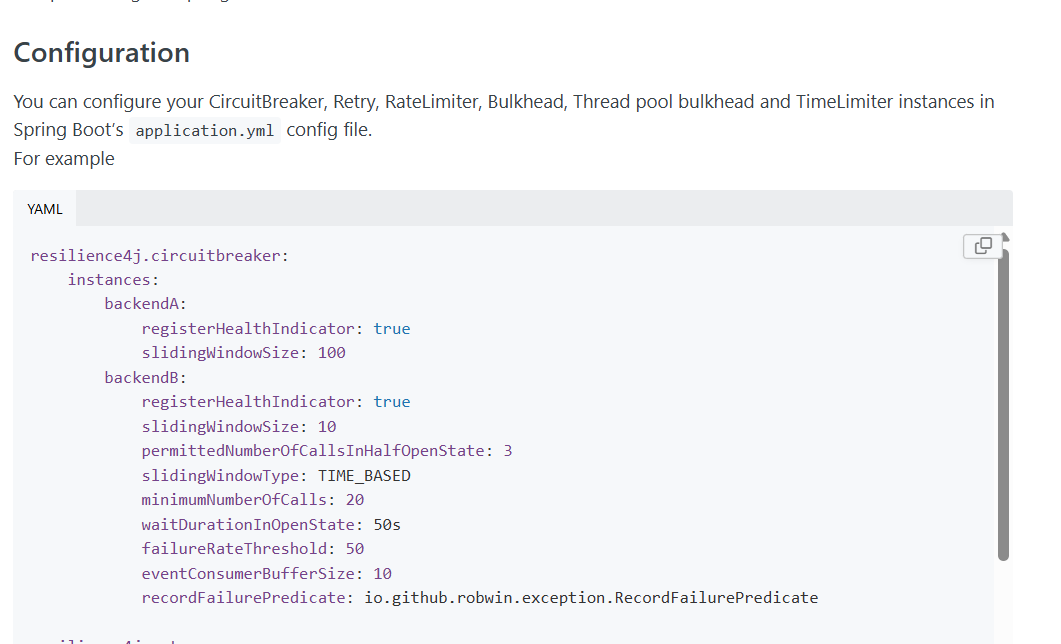 Configuration
You can configure your CircuitBreaker, Retry, RateLimiter, Bulkhead, Thread pool bulkhead and TimeLimiter instances in
Spring Boot’s application.yml config file.
For example
YAML
resilience4j.circuitbreaker:
    instances:
        backendA:
            registerHealthIndicator: true
            slidingWindowSize: 100
        backendB:
            registerHealthIndicator: true
            slidingWindowSize: 10
            permittedNumberOfCallsInHalfOpenState: 3
            slidingWindowType: TIME_BASED
            minimumNumberOfCalls: 20
            waitDurationInOpenState: 50s
            failureRateThreshold: 50
            eventConsumerBufferSize: 10
            recordFailurePredicate: io.github.robwin.exception.RecordFailurePredicate